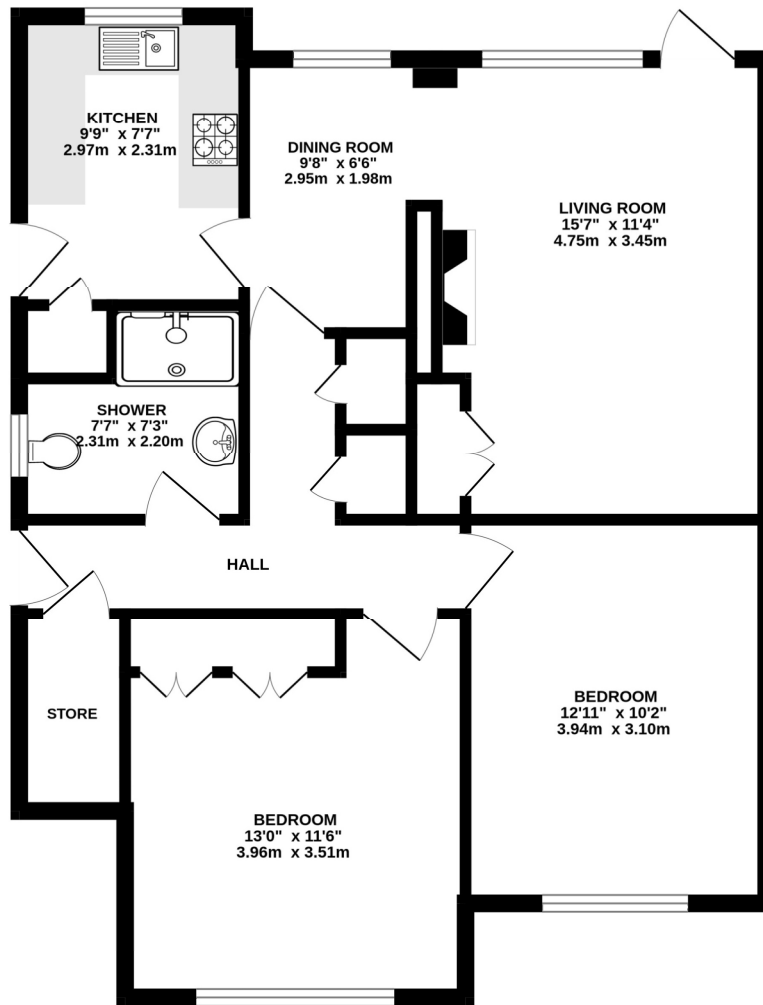 KITCHEN
9'9" x 7'7"
2.97m x 2.31m
DINING ROOM
9'8" x 6'6"
2.95m x 1.98m
LIVING ROOM
15'7" x 11'4"
4.75m x 3.45m
SHOWER
7'7" x 7'3"
2.31m x 2.20m
HALL
STORE
BEDROOM
12'11" x 10'2"
3.94m x 3.10m
BEDROOM
13'0" x 11'6"
3.96m x 3.51m